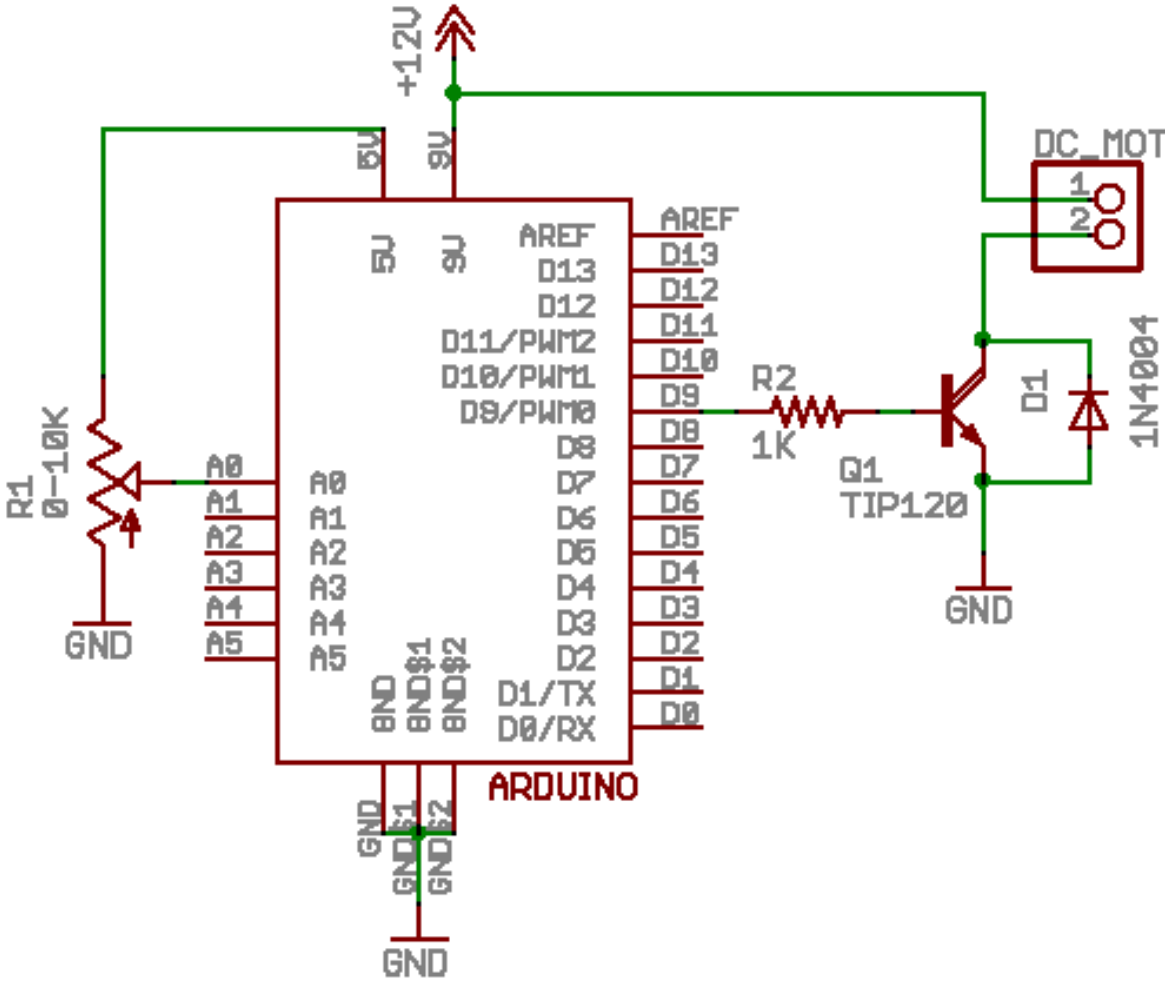 +12V
5V
9V
DC_MOT
1
2
5V
9V
AREF
AREF
D13
D13
D12
D12
D11/PWM2
D11
D10/PWM1
D10
D9/PWM0
D9
R2
1K
D1
1N4004
R1
0-10K
A0
A0
A1
A1
A2
A2
A3
A3
A4
A4
A5
A5
D8
D8
D7
D7
D6
D6
D5
D5
D4
D4
D3
D3
D2
D2
D1/TX
D1
D0/RX
D0
Q1
TIP120
GND
GND
GND
GND$1
GND$2
ARDUINO
GND
GND$1
GND$2
GND